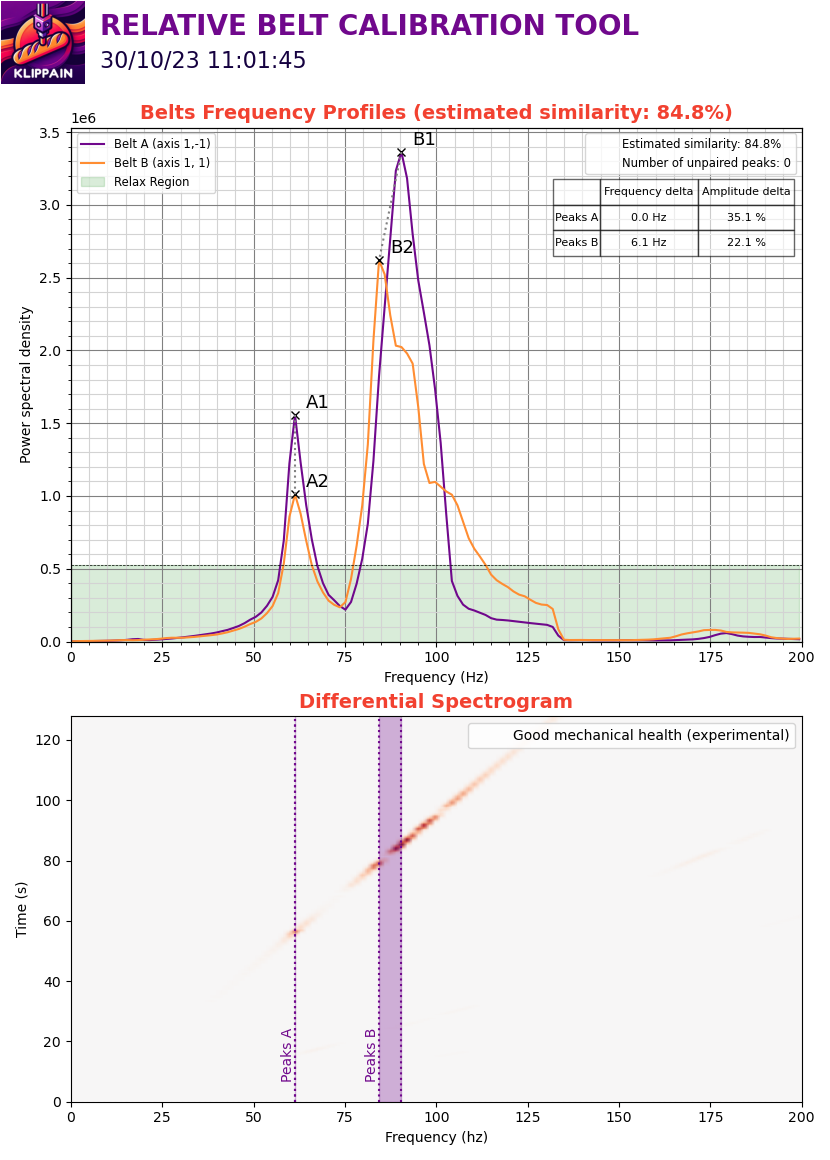 KLIPPAIN
RELATIVE BELT CALIBRATION TOOL
30/10/23 11:01:45
Belts Frequency Profiles (estimated similarity: 84.8%)
1e6
Belt A (axis 1,-1)
Belt B (axis 1, 1)
Relax Region
Estimated similarity: 84.8%
Number of unpaired peaks: 0
Frequency delta Amplitude delta
Peaks A 0.0 Hz 35.1 %
Peaks B 6.1 Hz 22.1 %
B1
B2
A1
A2
Power spectral density
3.5
3.0
2.5
2.0
1.5
1.0
0.5
0.0
0 25 50 75 100 125 150 175 200
Frequency (Hz)
Differential Spectrogram
Good mechanical health (experimental)
Peaks A
Peaks B
Time (s)
120
100
80
60
40
20
0
0 25 50 75 100 125 150 175 200
Frequency (hz)